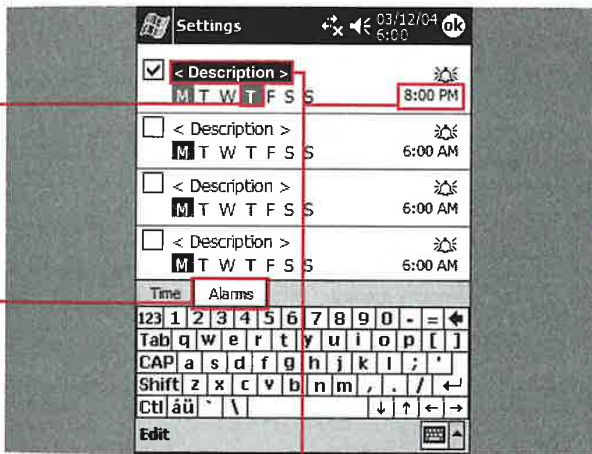 Settings 03/12/04 6:00 ok
< Description >
M T W T F S S 8:00 PM
< Description >
M T W T F S S 6:00 AM
< Description >
M T W T F S S 6:00 AM
< Description >
M T W T F S S 6:00 AM
Time Alarms
123 1 2 3 4 5 6 7 8 9 0 - =
Tab q w e r t y u i o p [ ]
CAP a s d f g h j k l ; '
Shift z x c v b n m , . /
Ctl áü ` \
Edit